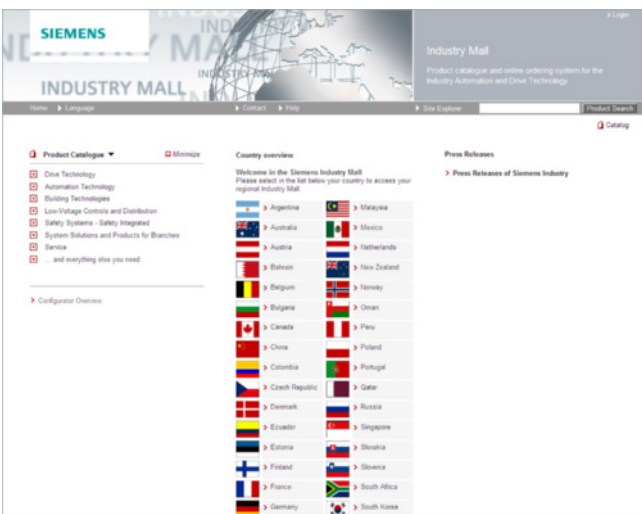 SIEMENS
INDUSTRY MALL
Login
Industry Mall
Product catalogue and online ordering system for the
Industry Automation and Drive Technology
Home Language Contact Help Site Explorer Product Search
Catalog
Product Catalogue Minimize
Drive Technology
Automation Technology
Building Technologies
Low-Voltage Controls and Distribution
Safety Systems - Safety Integrated
System Solutions and Products for Branches
Service
... and everything else you need
Configurator Overview
Country overview
Welcome in the Siemens Industry Mall
Please select in the list below your country to access your
regional Industry Mall.
Argentina Malaysia
Australia Mexico
Austria Netherlands
Bahrain New Zealand
Belgium Norway
Bulgaria Oman
Canada Peru
China Poland
Colombia Portugal
Czech Republic Qatar
Denmark Russia
Ecuador Singapore
Estonia Slovakia
Finland Slovenia
France South Africa
Germany South Korea
Press Releases
Press Releases of Siemens Industry